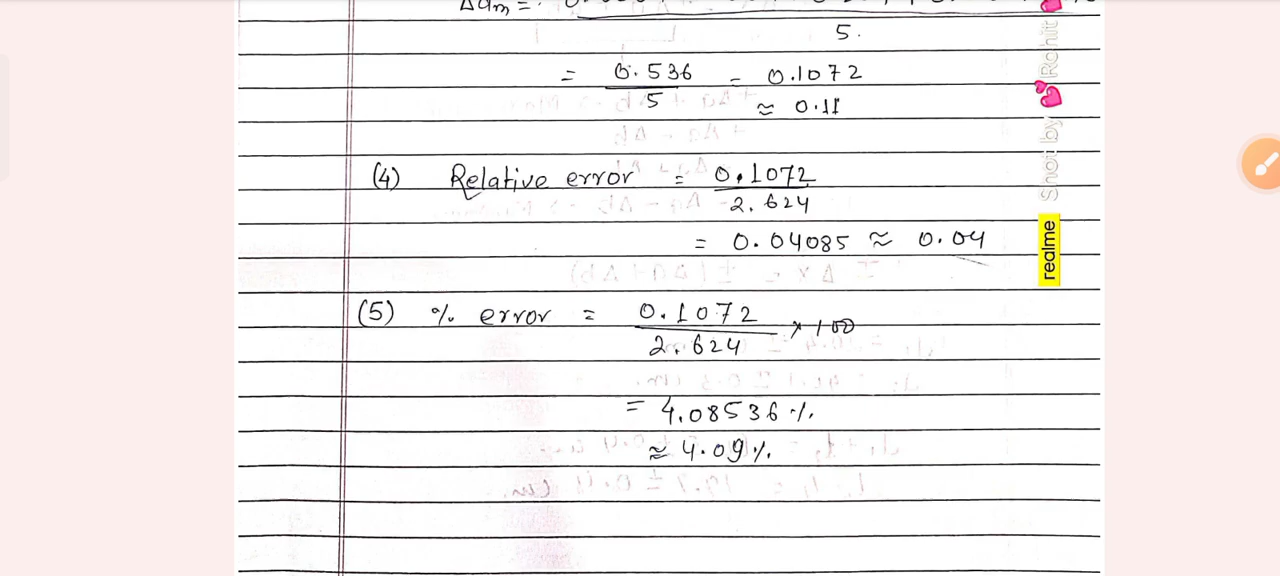 Δam =
5.
= 0.536 / 5 = 0.1072
≈ 0.11
(4) Relative error = 0.1072 / 2.624
= 0.04085 ≈ 0.04
(5) % error = 0.1072 / 2.624 × 100
= 4.08536 %.
≈ 4.09 %.
realme Shot by Rohit